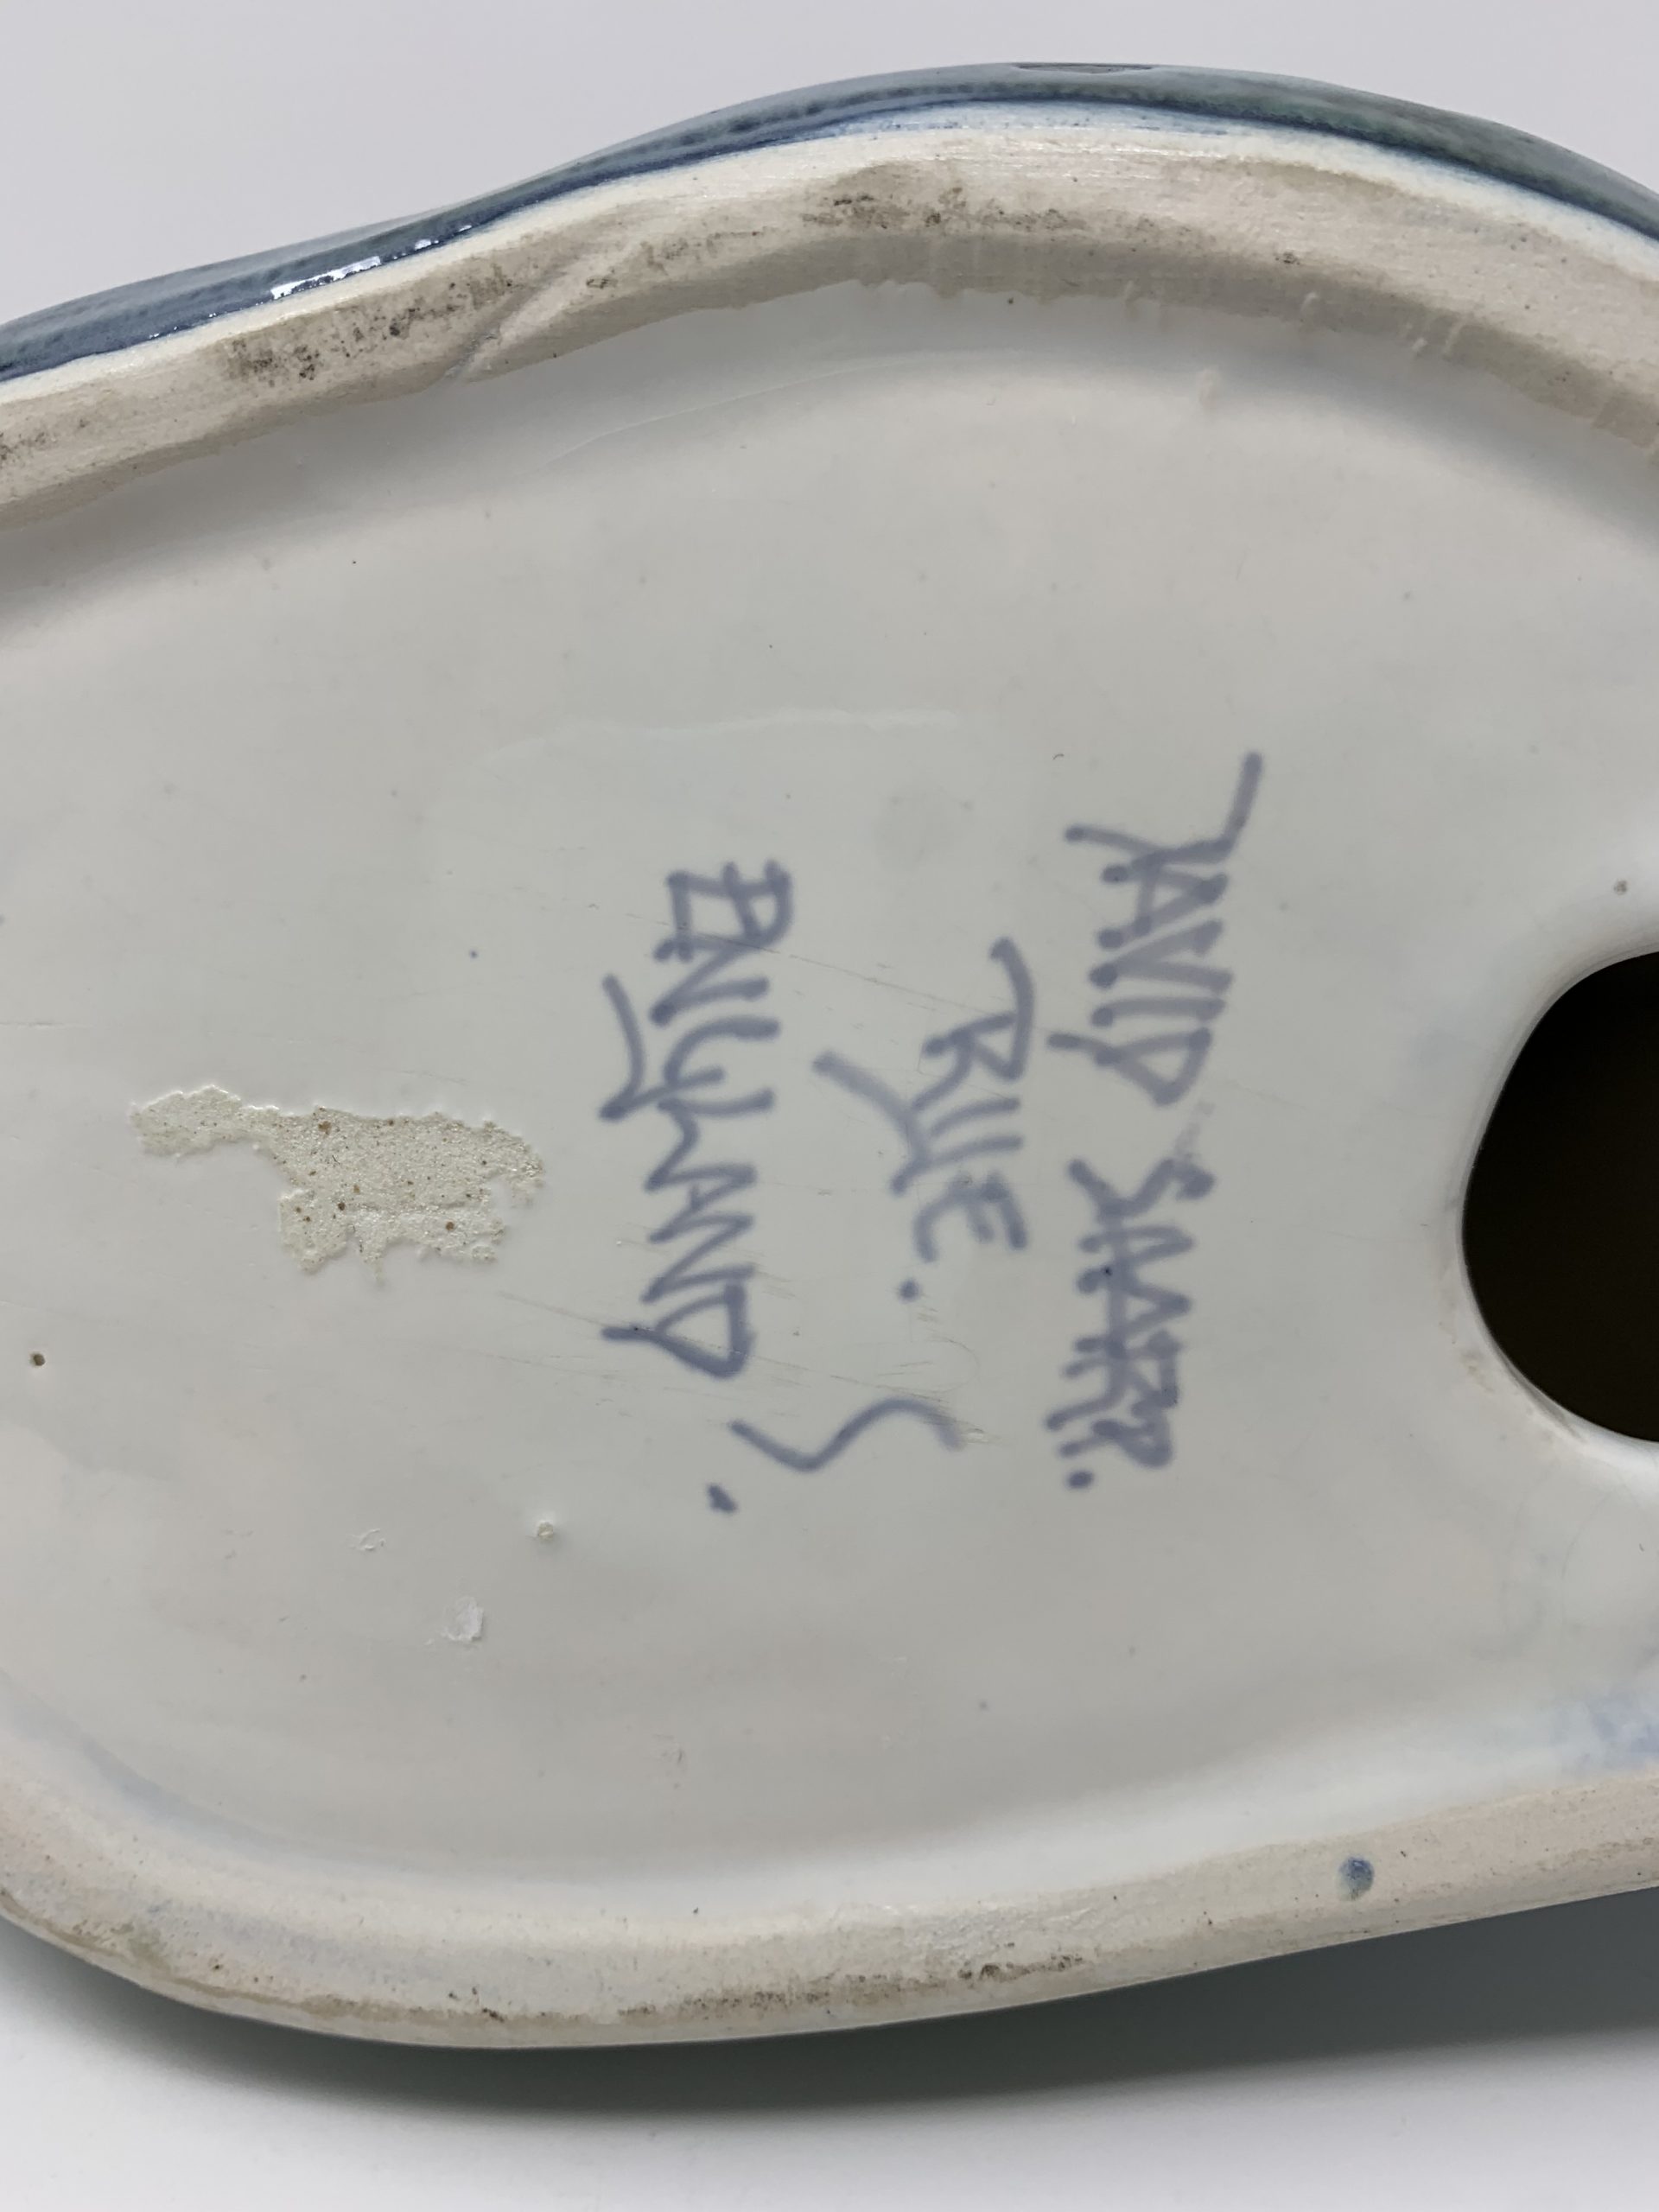 DAVID SHARP.
RYE.
ENGLAND
S.